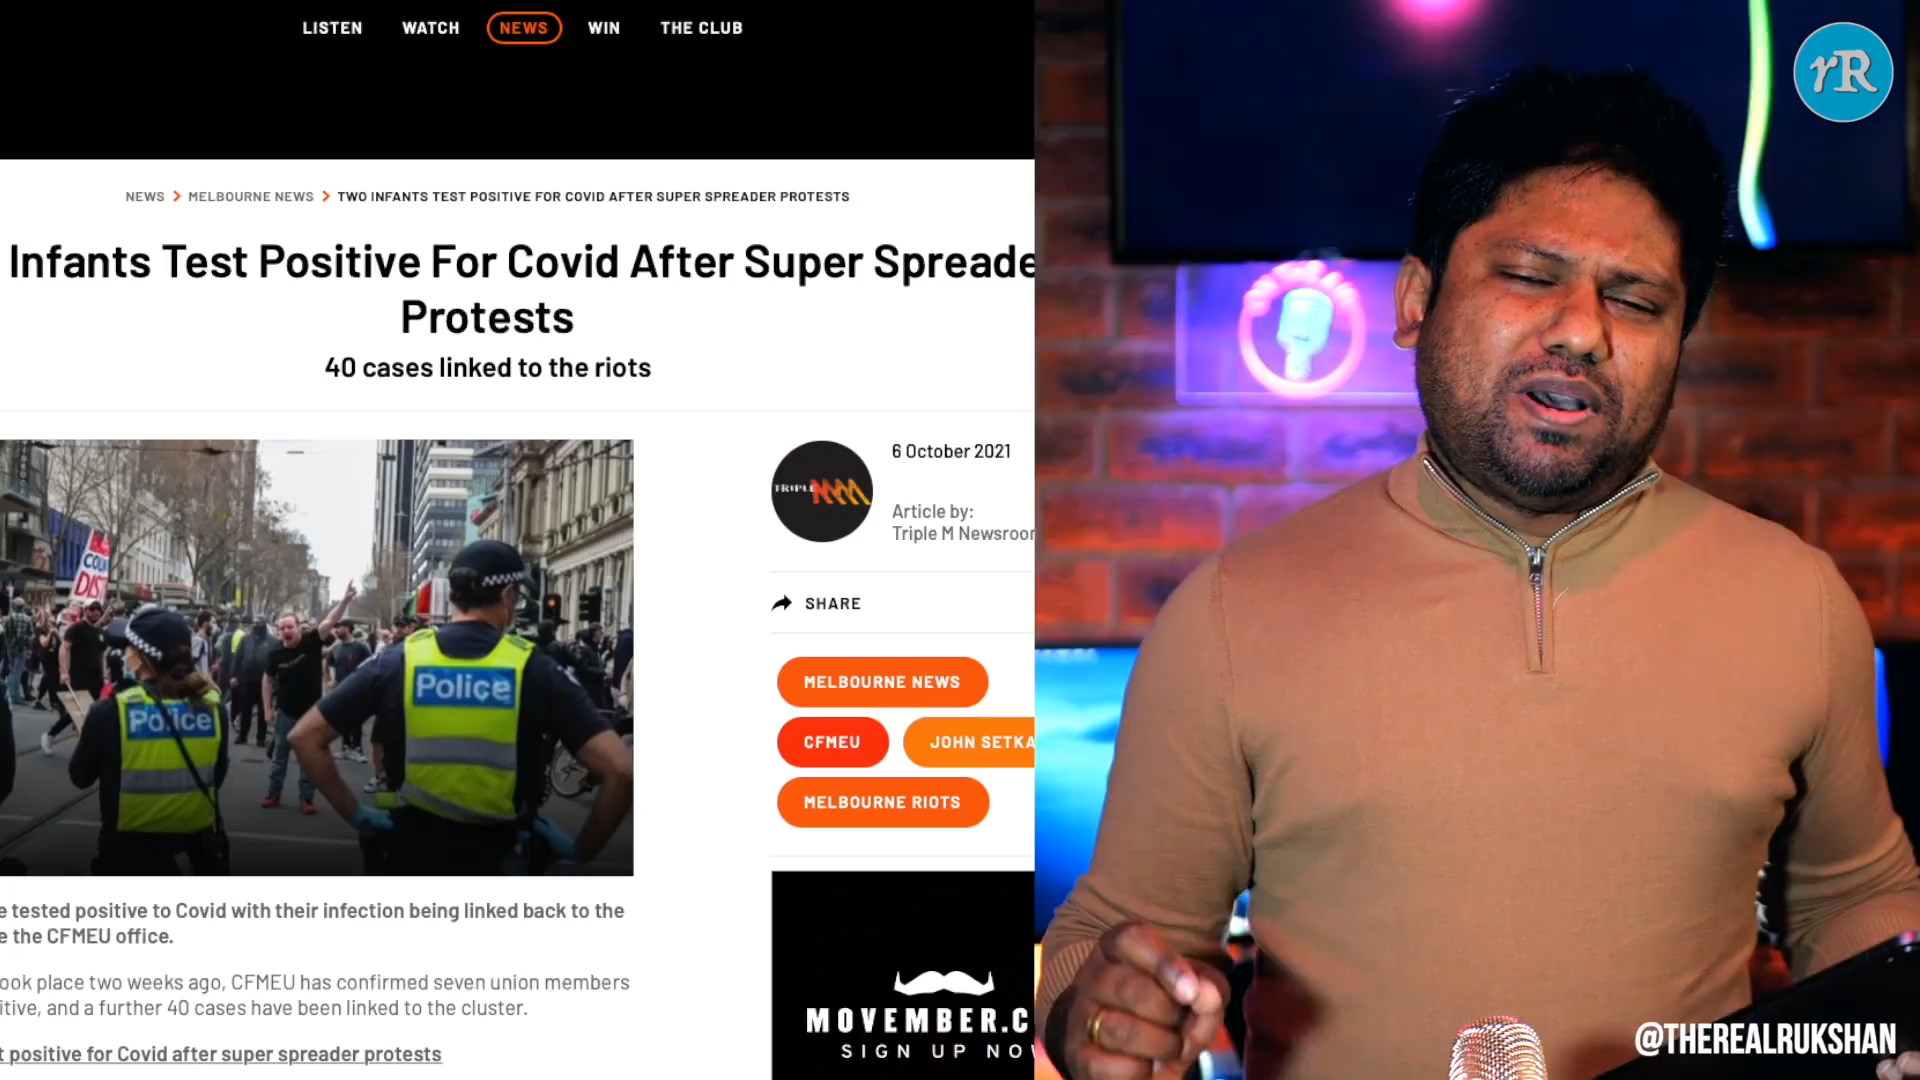 LISTEN WATCH NEWS WIN THE CLUB
NEWS > MELBOURNE NEWS > TWO INFANTS TEST POSITIVE FOR COVID AFTER SUPER SPREADER PROTESTS
Infants Test Positive For Covid After Super Spreade
Protests
40 cases linked to the riots
COU
DIST
Police
Police
TRIPLE MMM
6 October 2021
Article by:
Triple M Newsroo
SHARE
MELBOURNE NEWS
CFMEU
JOHN SETKA
MELBOURNE RIOTS
e tested positive to Covid with their infection being linked back to the
e the CFMEU office.
ook place two weeks ago, CFMEU has confirmed seven union members
itive, and a further 40 cases have been linked to the cluster.
t positive for Covid after super spreader protests
MOVEMBER.C
SIGN UP NO
rR
@THEREALRUKSHAN